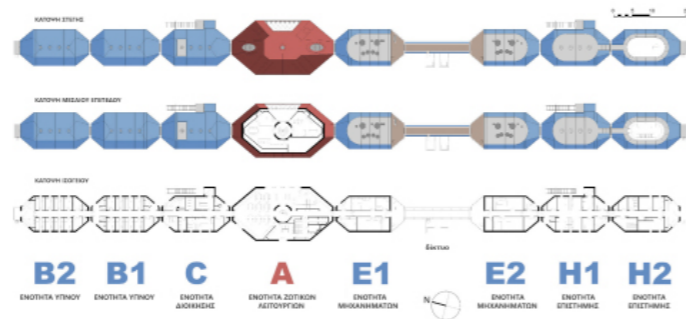 ΚΑΤΟΨΗ ΣΤΕΓΗΣ
ΚΑΤΟΨΗ ΜΕΣΑΙΟΥ ΕΠΙΠΕΔΟΥ
ΚΑΤΟΨΗ ΙΣΟΓΕΙΟΥ
δίκτυο
B2 B1 C A E1 E2 H1 H2
N
ΕΝΟΤΗΤΑ ΥΠΝΟΥ
ΕΝΟΤΗΤΑ ΥΠΝΟΥ
ΕΝΟΤΗΤΑ
ΔΙΟΙΚΗΣΗΣ
ΕΝΟΤΗΤΑ ΖΩΤΙΚΩΝ
ΛΕΙΤΟΥΡΓΙΩΝ
ΕΝΟΤΗΤΑ
ΜΗΧΑΝΗΜΑΤΩΝ
ΕΝΟΤΗΤΑ
ΜΗΧΑΝΗΜΑΤΩΝ
ΕΝΟΤΗΤΑ
ΕΠΙΣΤΗΜΗΣ
ΕΝΟΤΗΤΑ
ΕΠΙΣΤΗΜΗΣ